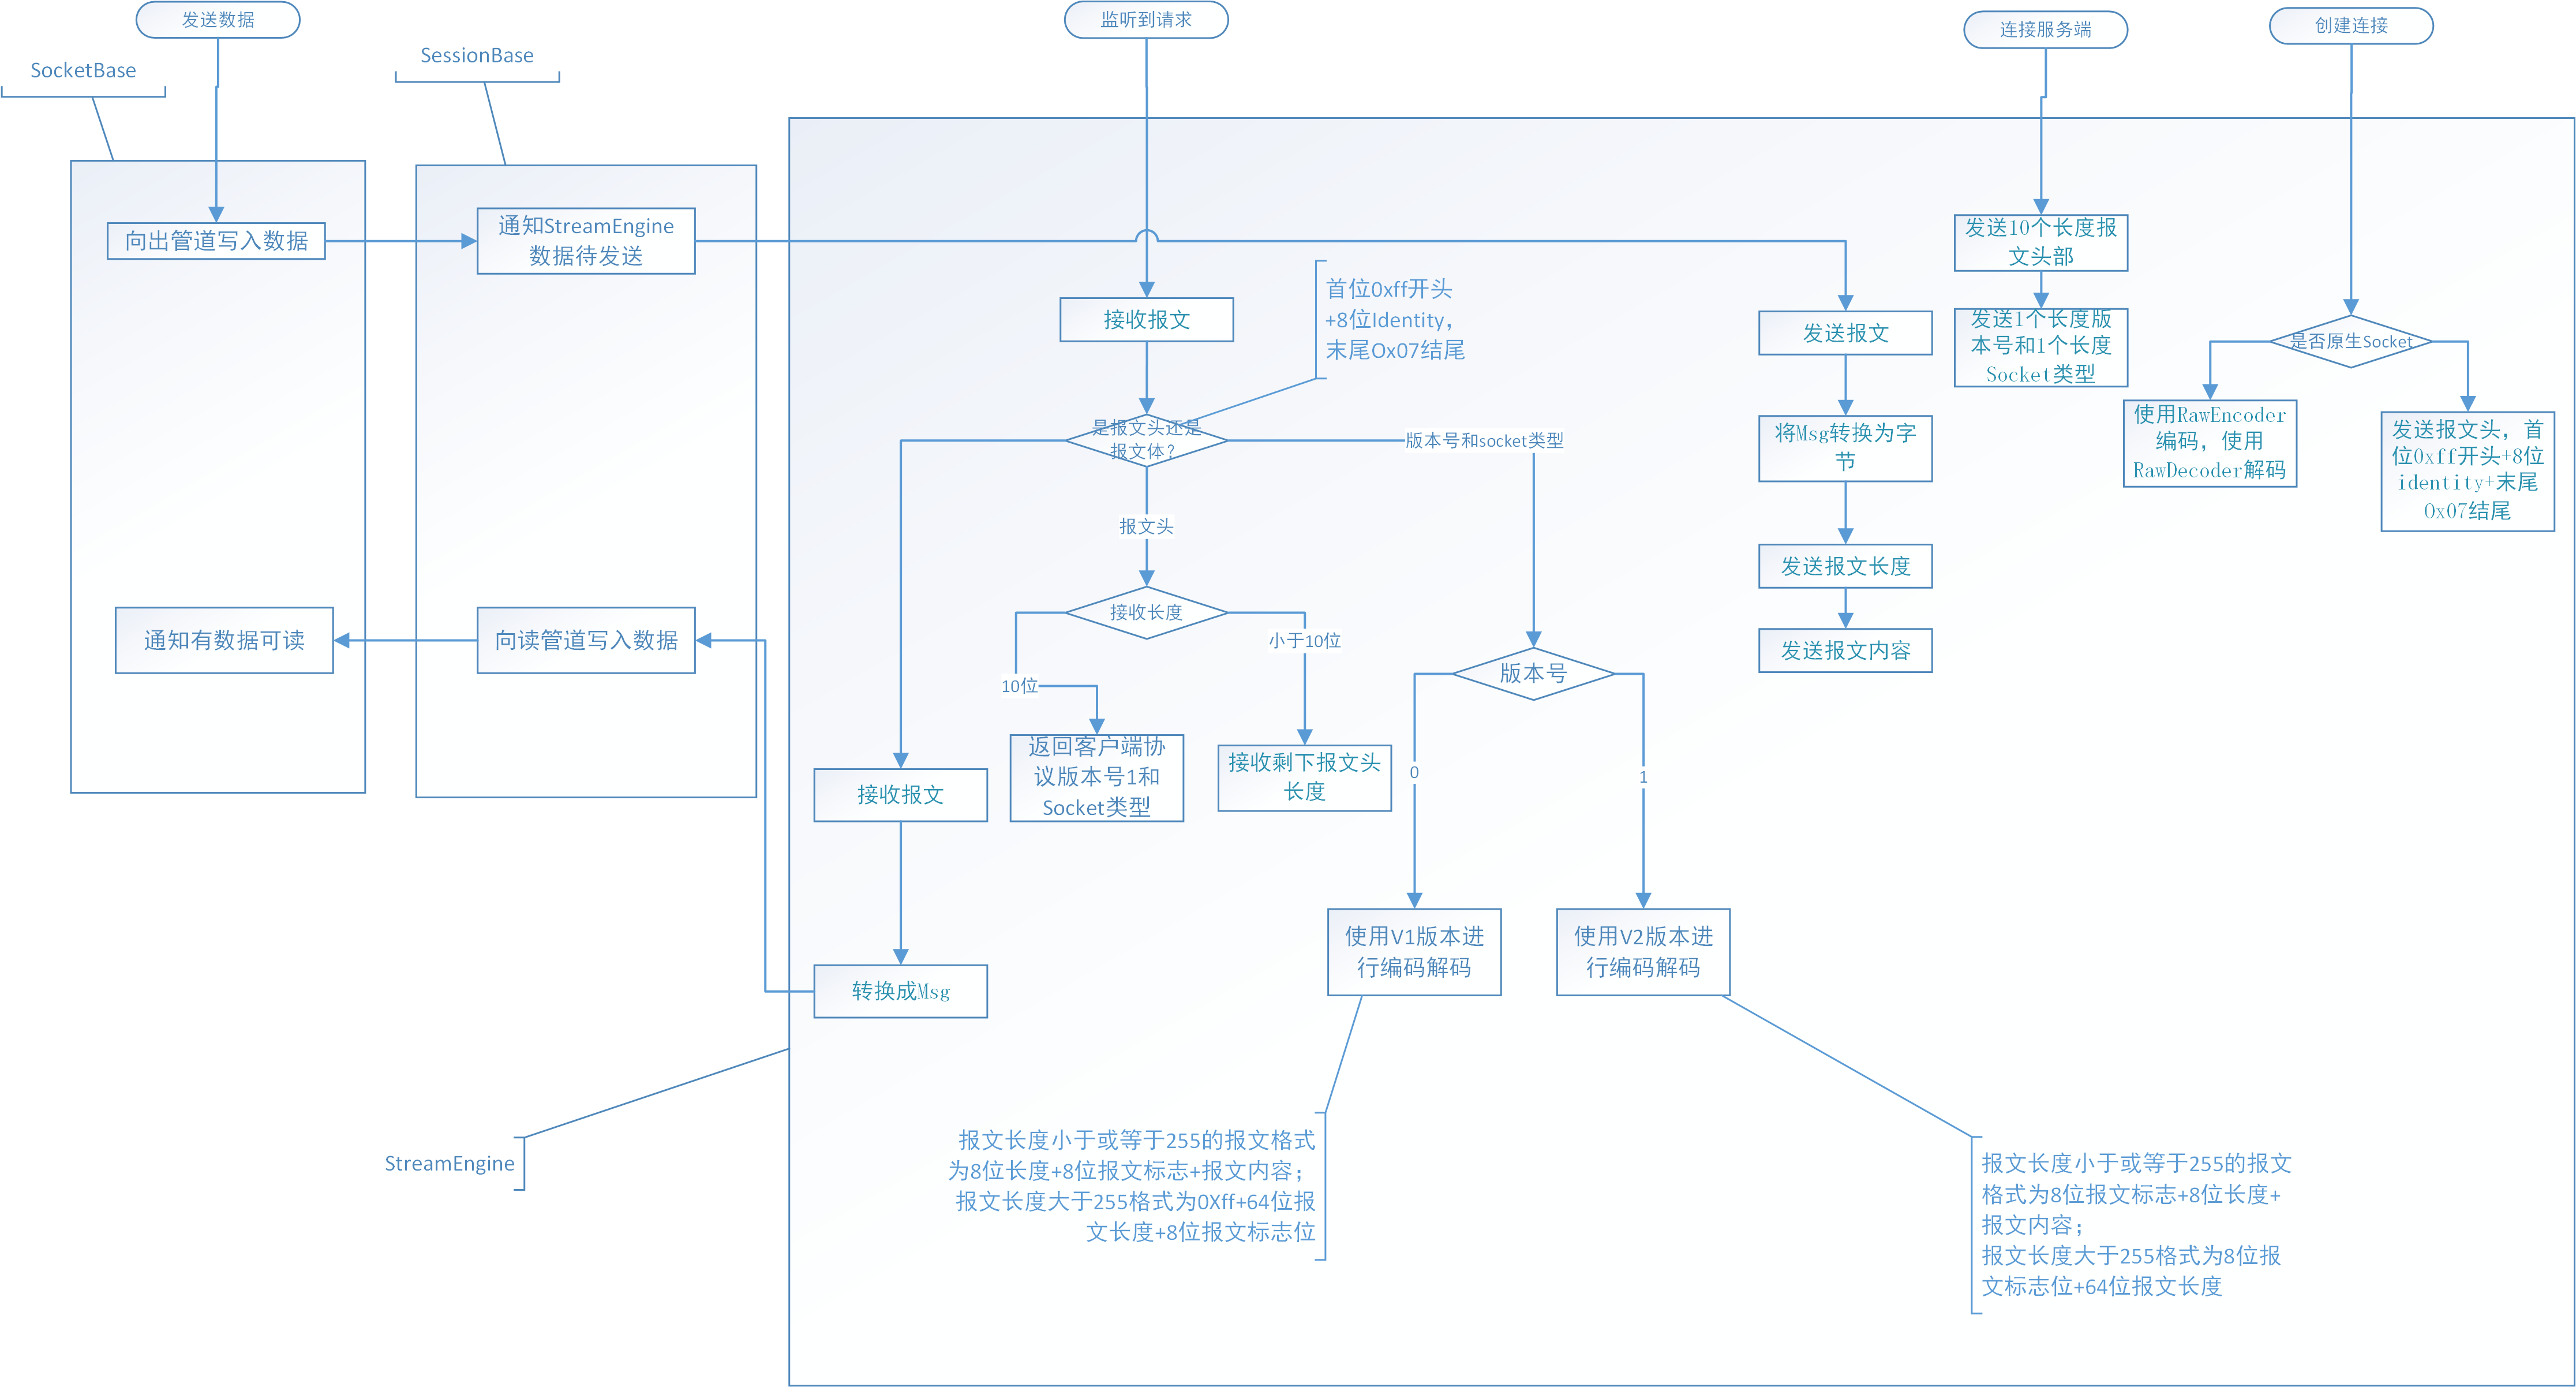 发送数据
监听到请求
连接服务端
创建连接
SocketBase
SessionBase
向出管道写入数据
通知StreamEngine
数据待发送
发送10个长度报
文头部
首位0xff开头
+8位Identity，
末尾Ox07结尾
接收报文
发送报文
发送1个长度版
本号和1个长度
Socket类型
是否原生Socket
使用RawEncoder
编码，使用
RawDecoder解码
发送报文头，首
位0xff开头+8位
identity+末尾
Ox07结尾
是报文头还是
报文体？
版本号和socket类型
将Msg转换为字
节
报文头
发送报文长度
接收长度
小于10位
10位
通知有数据可读
向读管道写入数据
发送报文内容
版本号
返回客户端协
议版本号1和
Socket类型
接收剩下报文头
长度
接收报文
0
1
使用V1版本进
行编码解码
使用V2版本进
行编码解码
转换成Msg
StreamEngine
报文长度小于或等于255的报文格式
为8位长度+8位报文标志+报文内容；
报文长度大于255格式为0Xff+64位报
文长度+8位报文标志位
报文长度小于或等于255的报文
格式为8位报文标志+8位长度+
报文内容；
报文长度大于255格式为8位报
文标志位+64位报文长度